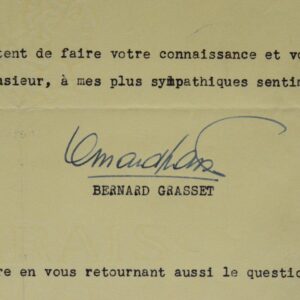 tent de faire votre connaissance et vo
nsieur, à mes plus sympathiques senti
BERNARD GRASSET
re en vous retournant aussi le questio